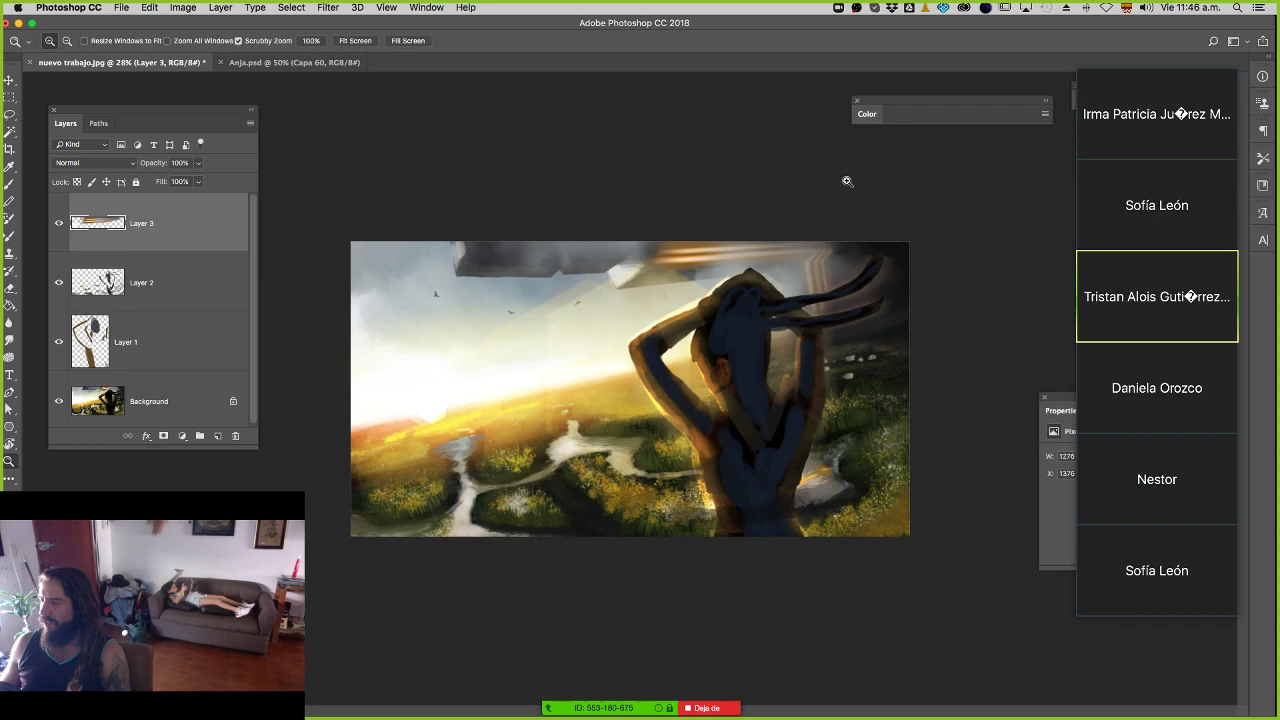 Photoshop CC File Edit Image Layer Type Select Filter 3D View Window Help Vie 11:46 a.m.
Adobe Photoshop CC 2018
Resize Windows to Fit Zoom All Windows Scrubby Zoom 100% Fit Screen Fill Screen
nuevo trabajo.jpg @ 28% (Layer 3, RGB/8#) * Anja.psd @ 50% (Capa 60, RGB/8#)
Layers Paths
Kind
Normal Opacity: 100%
Lock: Fill: 100%
Layer 3
Layer 2
Layer 1
Background
Color
Properties
W: 1276
X: 1376
Irma Patricia Ju�rez M...
Sofía León
Tristan Alois Guti�rrez...
Daniela Orozco
Nestor
Sofía León
ID: 553-180-675 Deja de